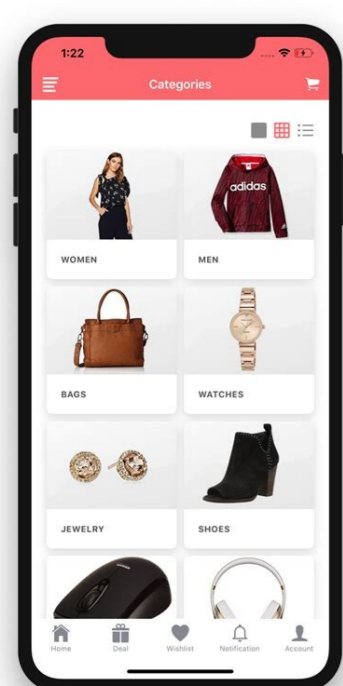 1:22
Categories
adidas
WOMEN
MEN
BAGS
WATCHES
JEWELRY
SHOES
Home
Deal
Wishlist
Notification
Account